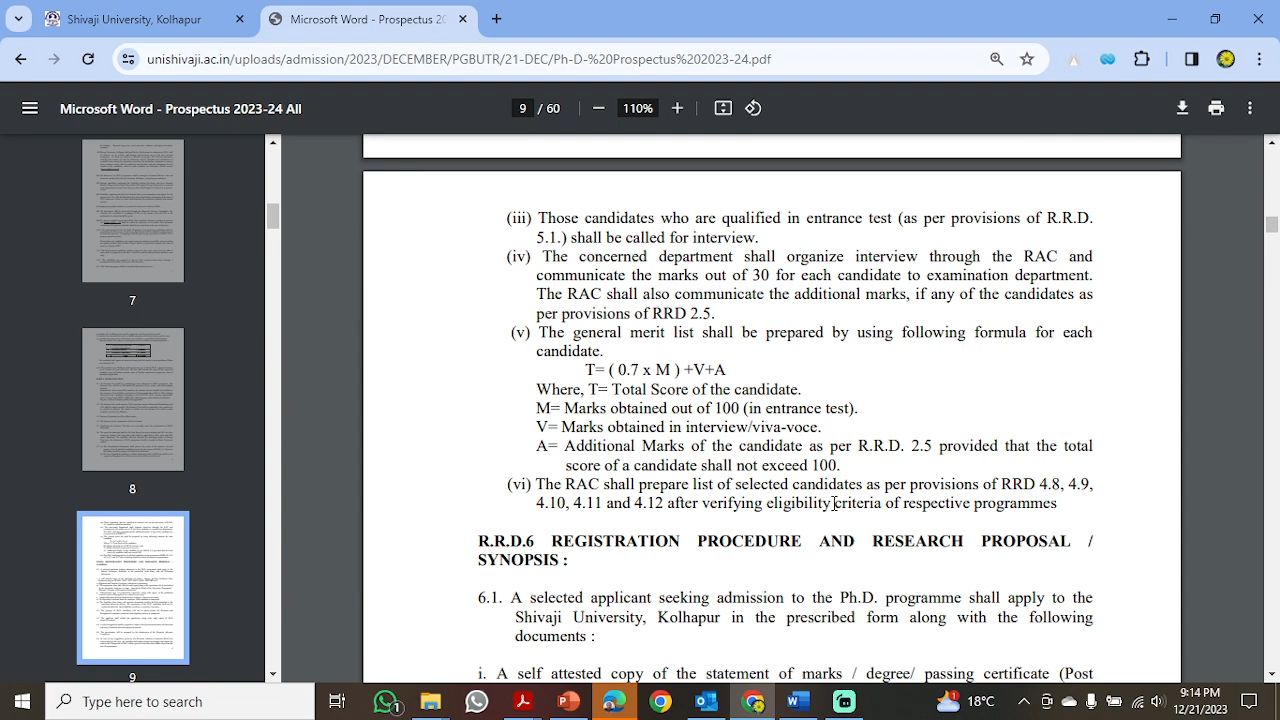 Shivaji University, Kolhapur
Microsoft Word - Prospectus 20
unishivaji.ac.in/uploads/admission/2023/DECEMBER/PGBUTR/21-DEC/Ph-D-%20Prospectus%202023-24.pdf
Microsoft Word - Prospectus 2023-24 All
9 / 60
110%
7
8
9
(iii) Those candidates who are qualified in entrance test (as per provisions of R.R.D.
5.1.) shall be called for interview.
(iv) The concerned department shall organize interview through the RAC and
communicate the marks out of 30 for each candidate to examination department.
The RAC shall also communicate the additional marks, if any of the candidates as
per provisions of RRD 2.5.
(v) The general merit list shall be prepared by using following formula for each
candidate.
T= ( 0.7 x M ) +V+A
Where, T= Total Score of the candidate.
M= Marks obtained out of 100 (in entrance test).
V= Marks obtained in interview/viva-voce
Additional Marks of the candidate as per R.R.D. 2.5 provided that the total
score of a candidate shall not exceed 100.
(vi) The RAC shall prepare list of selected candidates as per provisions of RRD 4.8, 4.9,
4.10, 4.11 and 4.12 after verifying eligibility criteria of respective programmes
R.R.D. REGISTRATION PROCEDURE AND RESEARCH PROPOSAL /
SYNOPSIS
6.1. A selected applicant seeking admission to the Ph.D. programme shall apply to the
Shivaji University, Kolhapur in the prescribed form along with the following
documents :
i. A self attested copy of the statement of marks / degree/ passing certificate (Post
Type here to search
1
1
18°C
9:14 PM
12/21/2023